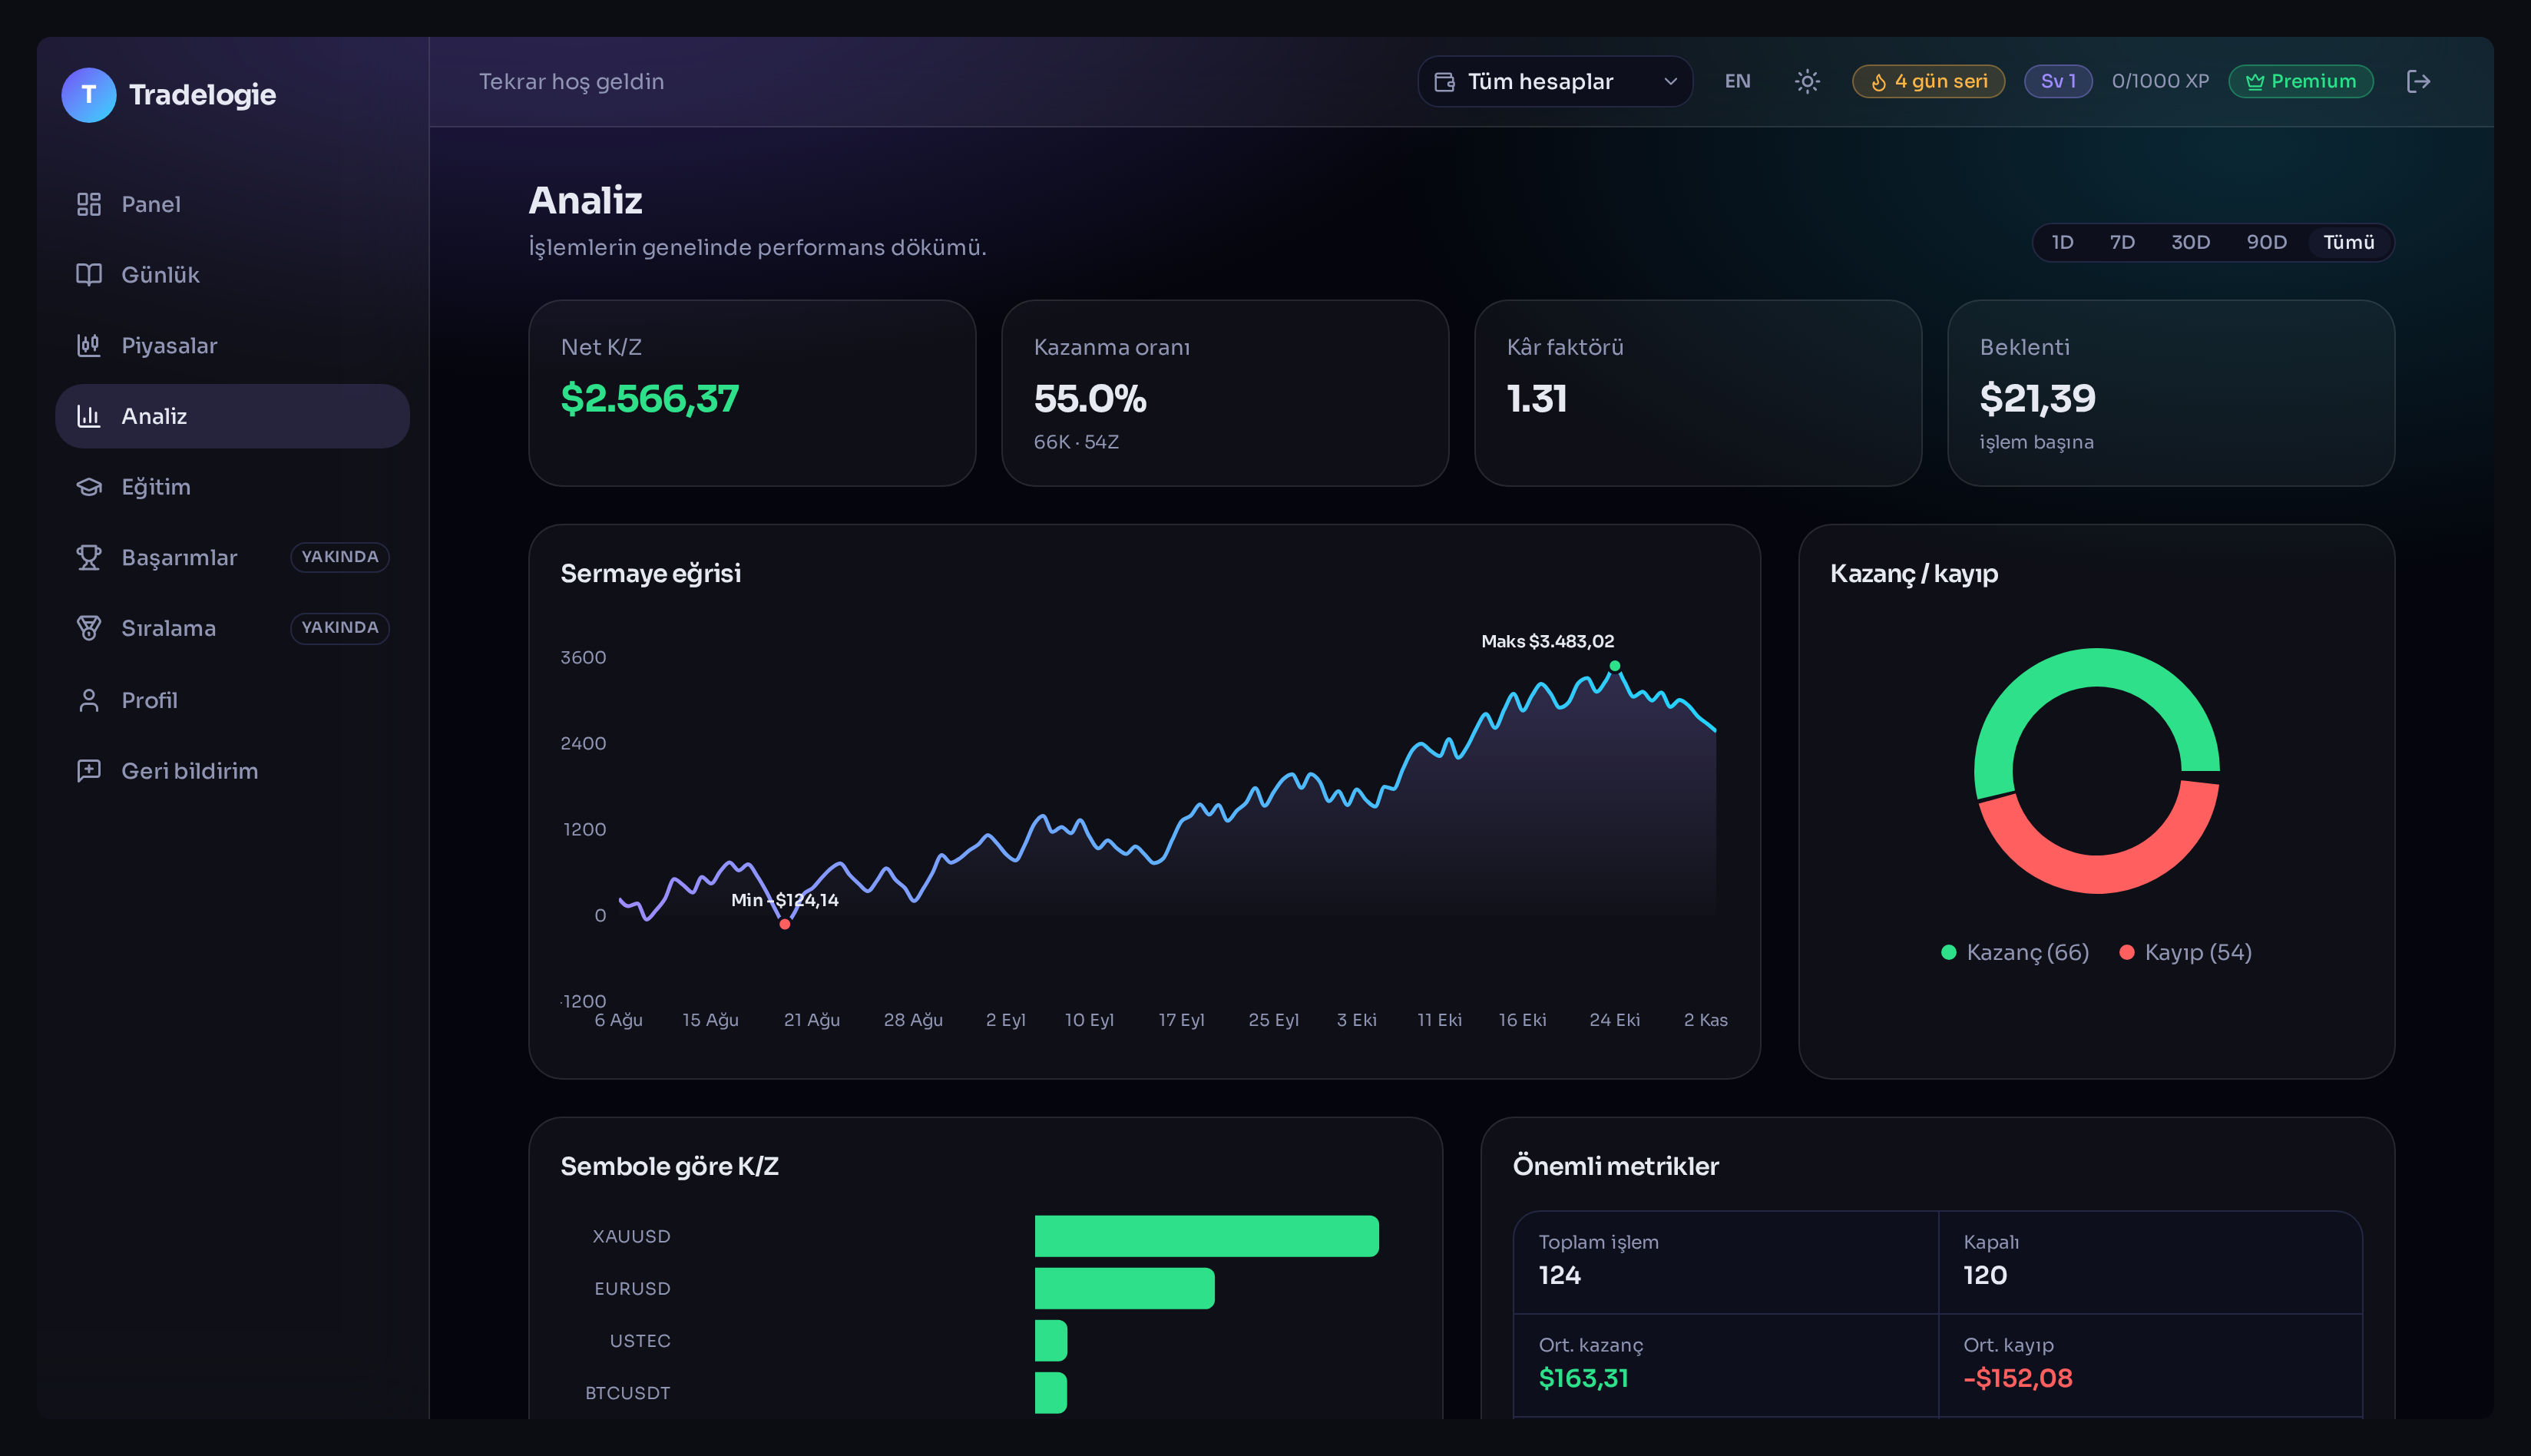 T Tradelogie
Tekrar hoş geldin
Tüm hesaplar
EN
4 gün seri
Sv 1
0/1000 XP
Premium
Panel
Günlük
Piyasalar
Analiz
Eğitim
Başarımlar YAKINDA
Sıralama YAKINDA
Profil
Geri bildirim
Analiz
İşlemlerin genelinde performans dökümü.
1D 7D 30D 90D Tümü
Net K/Z
$2.566,37
Kazanma oranı
55.0%
66K · 54Z
Kâr faktörü
1.31
Beklenti
$21,39
işlem başına
Sermaye eğrisi
Maks $3.483,02
3600
2400
1200
Min -$124,14
0
-1200
6 Ağu 15 Ağu 21 Ağu 28 Ağu 2 Eyl 10 Eyl 17 Eyl 25 Eyl 3 Eki 11 Eki 16 Eki 24 Eki 2 Kas
Kazanç / kayıp
Kazanç (66) Kayıp (54)
Sembole göre K/Z
XAUUSD
EURUSD
USTEC
BTCUSDT
Önemli metrikler
Toplam işlem
124
Kapalı
120
Ort. kazanç
$163,31
Ort. kayıp
-$152,08